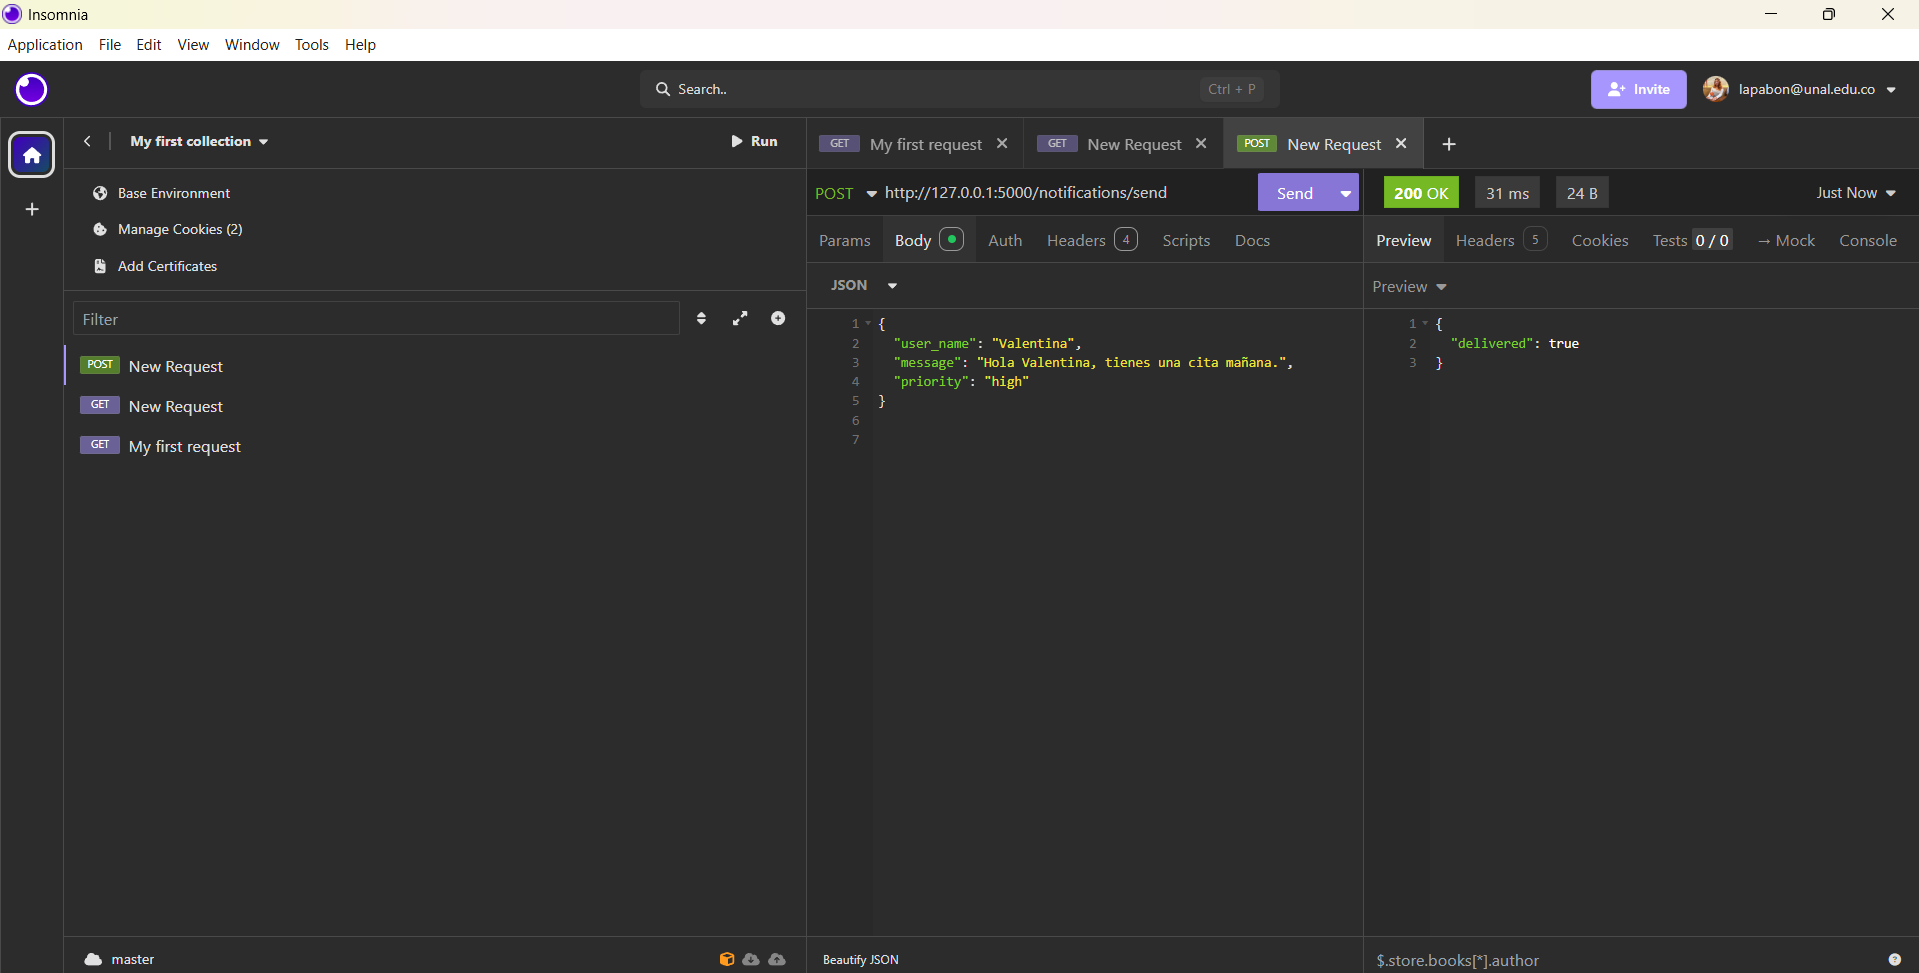 Insomnia
Application File Edit View Window Tools Help
Search.. Ctrl + P Invite lapabon@unal.edu.co
My first collection Run
Base Environment
Manage Cookies (2)
Add Certificates
Filter
POST New Request
GET New Request
GET My first request
master
GET My first request GET New Request POST New Request
POST http://127.0.0.1:5000/notifications/send Send
Params Body Auth Headers 4 Scripts Docs
JSON
1 {
2 "user_name": "Valentina",
3 "message": "Hola Valentina, tienes una cita mañana.",
4 "priority": "high"
5 }
6
7
Beautify JSON
200 OK 31 ms 24 B Just Now
Preview Headers 5 Cookies Tests 0 / 0 → Mock Console
Preview
1 {
2 "delivered": true
3 }
$.store.books[*].author